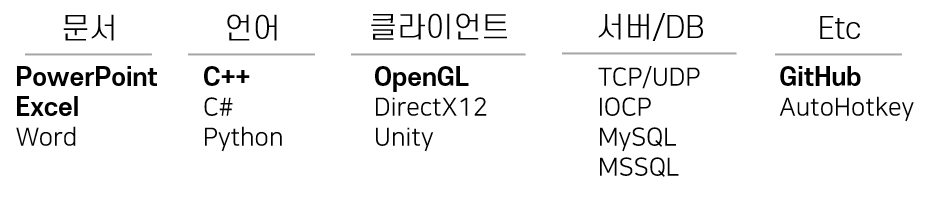 문서
PowerPoint
Excel
Word
언어
C++
C#
Python
클라이언트
OpenGL
DirectX12
Unity
서버/DB
TCP/UDP
IOCP
MySQL
MSSQL
Etc
GitHub
AutoHotkey